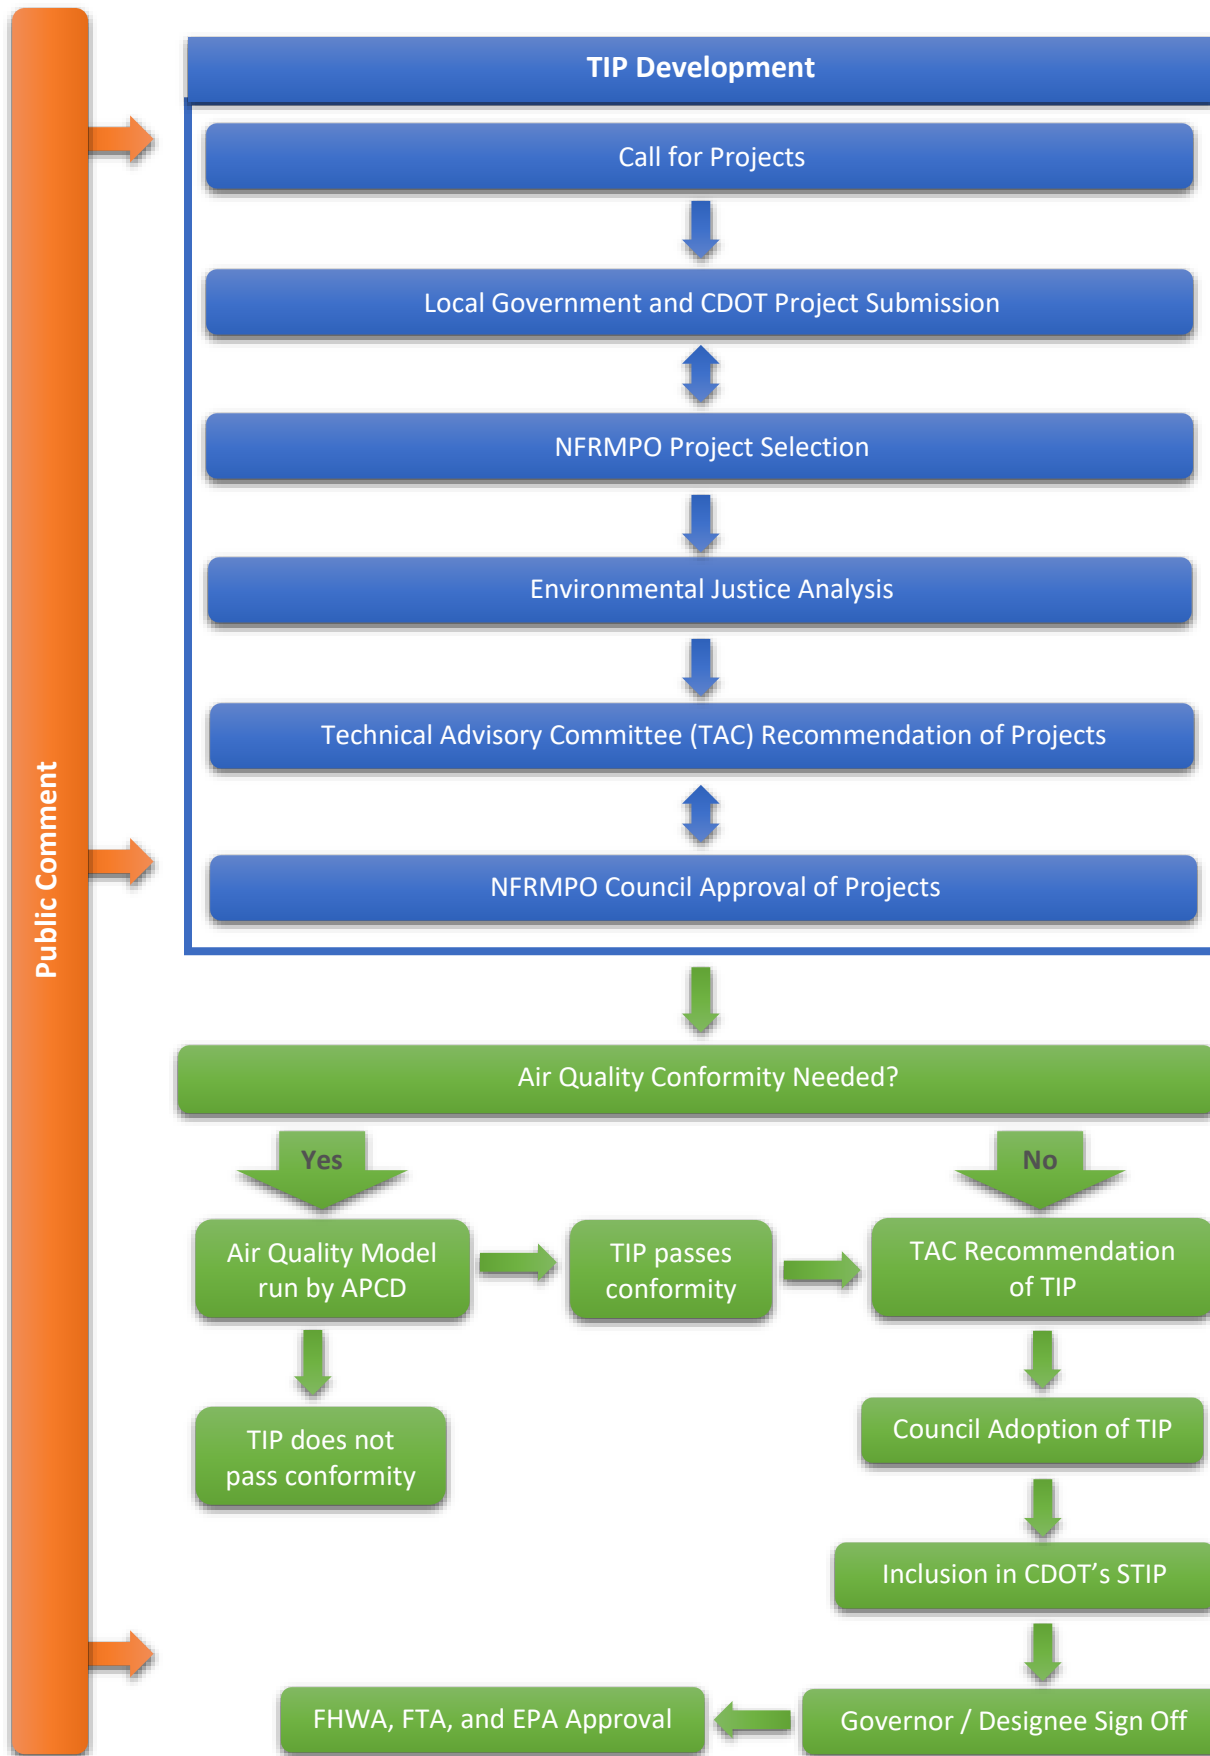 Public Comment
TIP Development
Call for Projects
Local Government and CDOT Project Submission
NFRMPO Project Selection
Environmental Justice Analysis
Technical Advisory Committee (TAC) Recommendation of Projects
NFRMPO Council Approval of Projects
Air Quality Conformity Needed?
Yes
No
Air Quality Model
run by APCD
TIP passes
conformity
TAC Recommendation
of TIP
TIP does not
pass conformity
Council Adoption of TIP
Inclusion in CDOT’s STIP
Governor / Designee Sign Off
FHWA, FTA, and EPA Approval